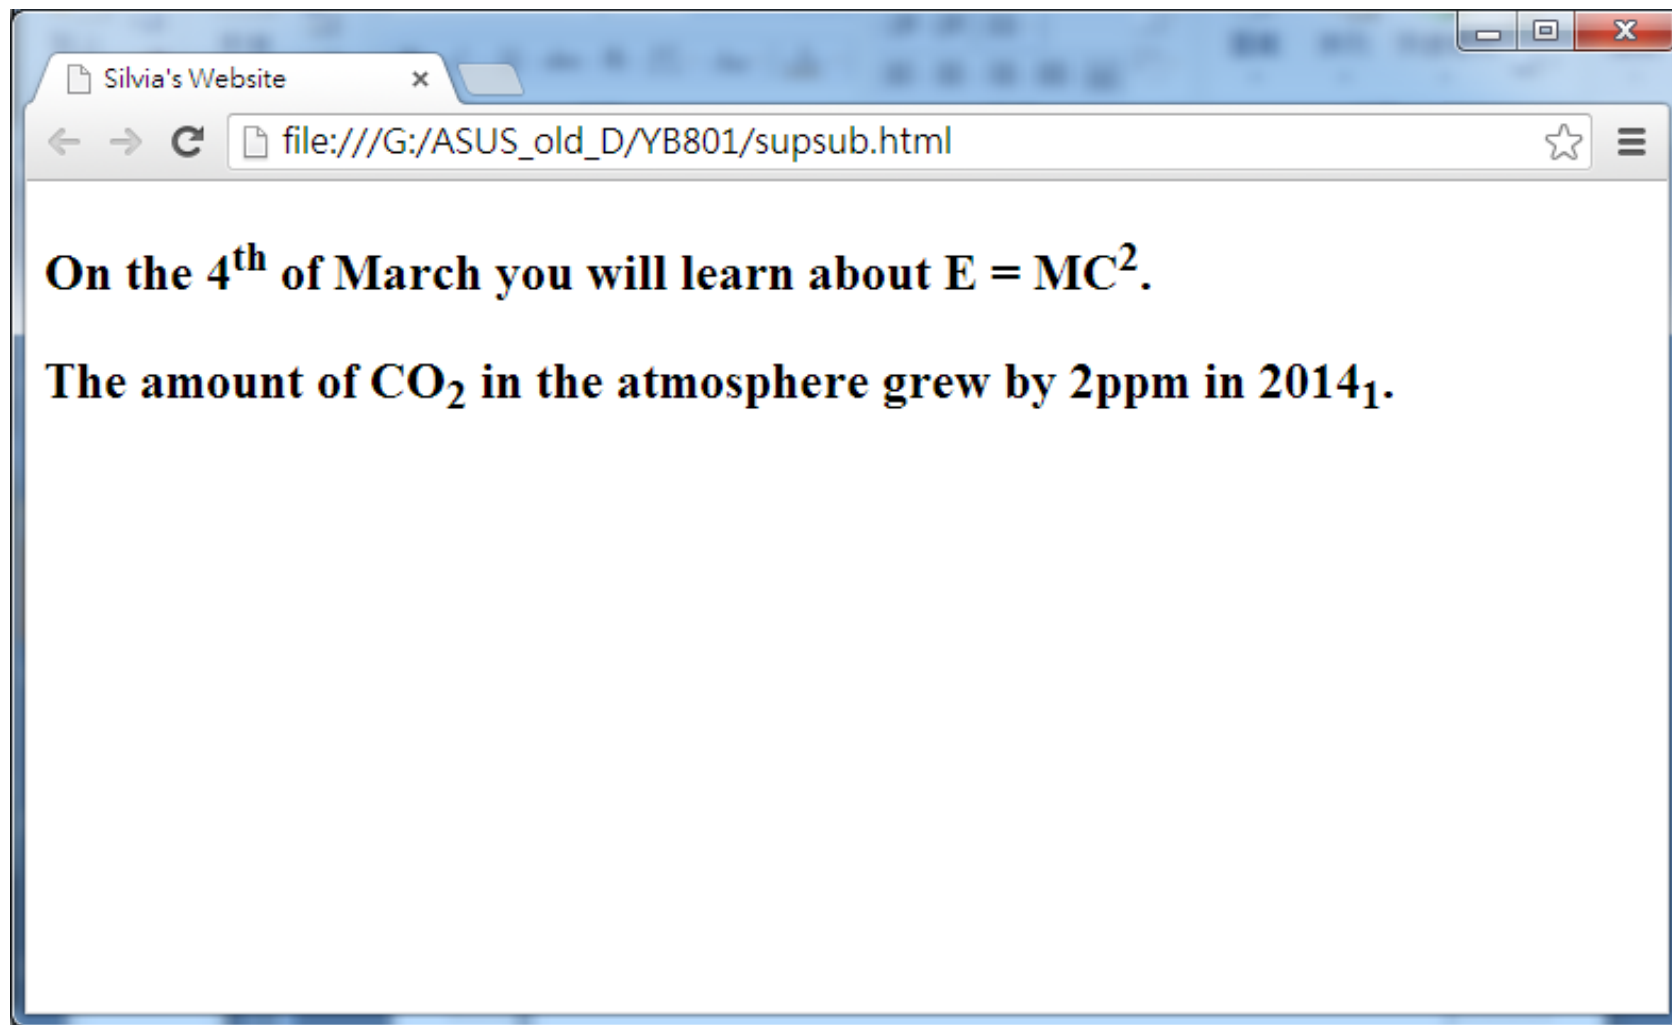 Silvia's Website
file:///G:/ASUS_old_D/YB801/supsub.html
On the 4th of March you will learn about E = MC².
The amount of CO₂ in the atmosphere grew by 2ppm in 2014₁.